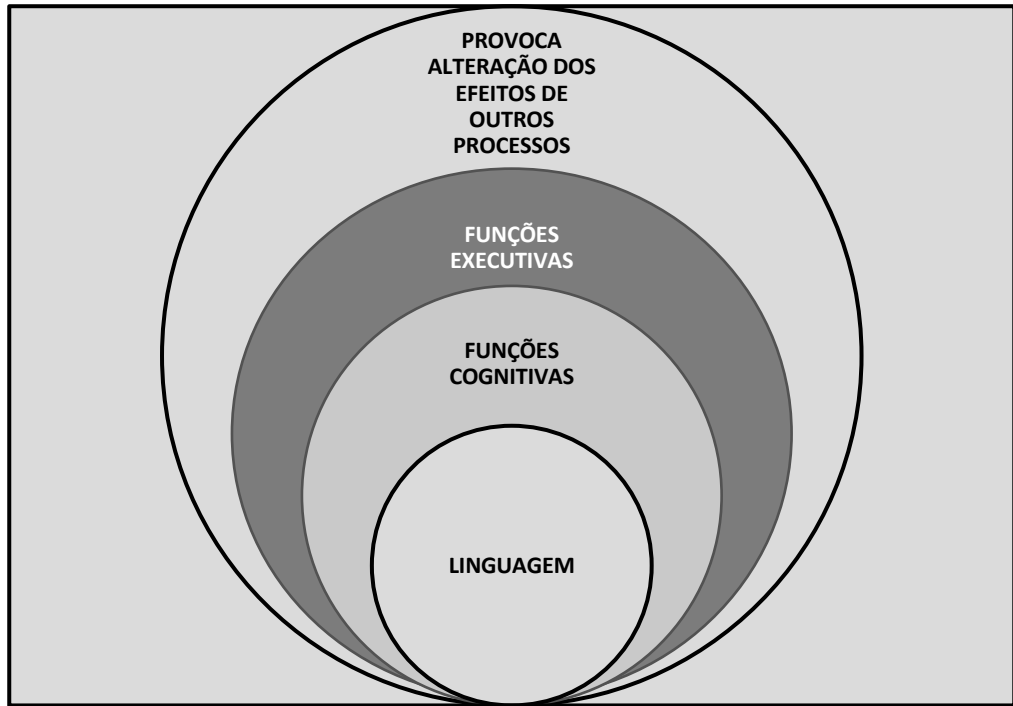 PROVOCA
ALTERAÇÃO DOS
EFEITOS DE
OUTROS
PROCESSOS
FUNÇÕES
EXECUTIVAS
FUNÇÕES
COGNITIVAS
LINGUAGEM